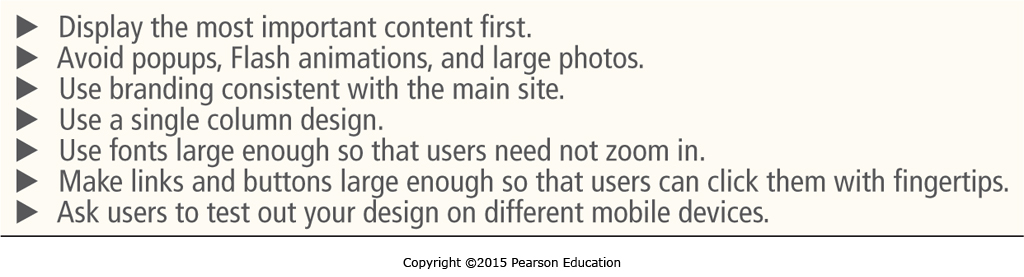 ▶ Display the most important content first.
▶ Avoid popups, Flash animations, and large photos.
▶ Use branding consistent with the main site.
▶ Use a single column design.
▶ Use fonts large enough so that users need not zoom in.
▶ Make links and buttons large enough so that users can click them with fingertips.
▶ Ask users to test out your design on different mobile devices.
Copyright ©2015 Pearson Education